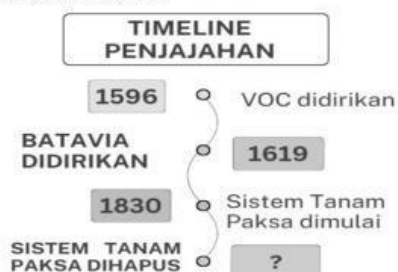 TIMELINE
PENJAJAHAN
1596
VOC didirikan
BATAVIA
DIDIRIKAN
1619
1830
Sistem Tanam
Paksa dimulai
SISTEM TANAM
PAKSA DIHAPUS
?